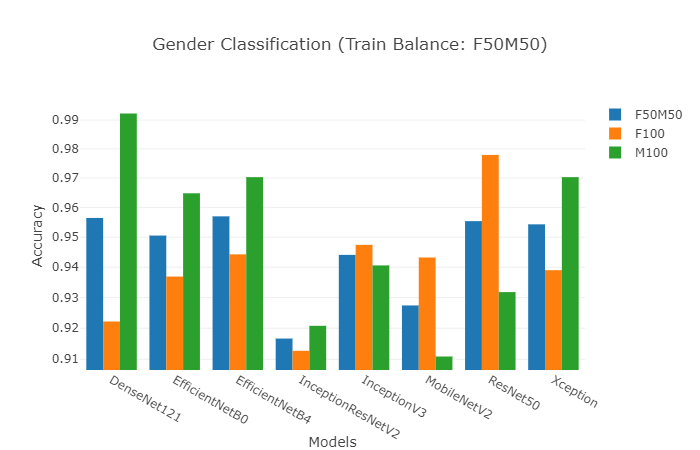 Gender Classification (Train Balance: F50M50)
F50M50
F100
M100
0.99
0.98
0.97
0.96
0.95
0.94
0.93
0.92
0.91
Accuracy
DenseNet121
EfficientNetB0
EfficientNetB4
InceptionResNetV2
InceptionV3
MobileNetV2
ResNet50
Xception
Models